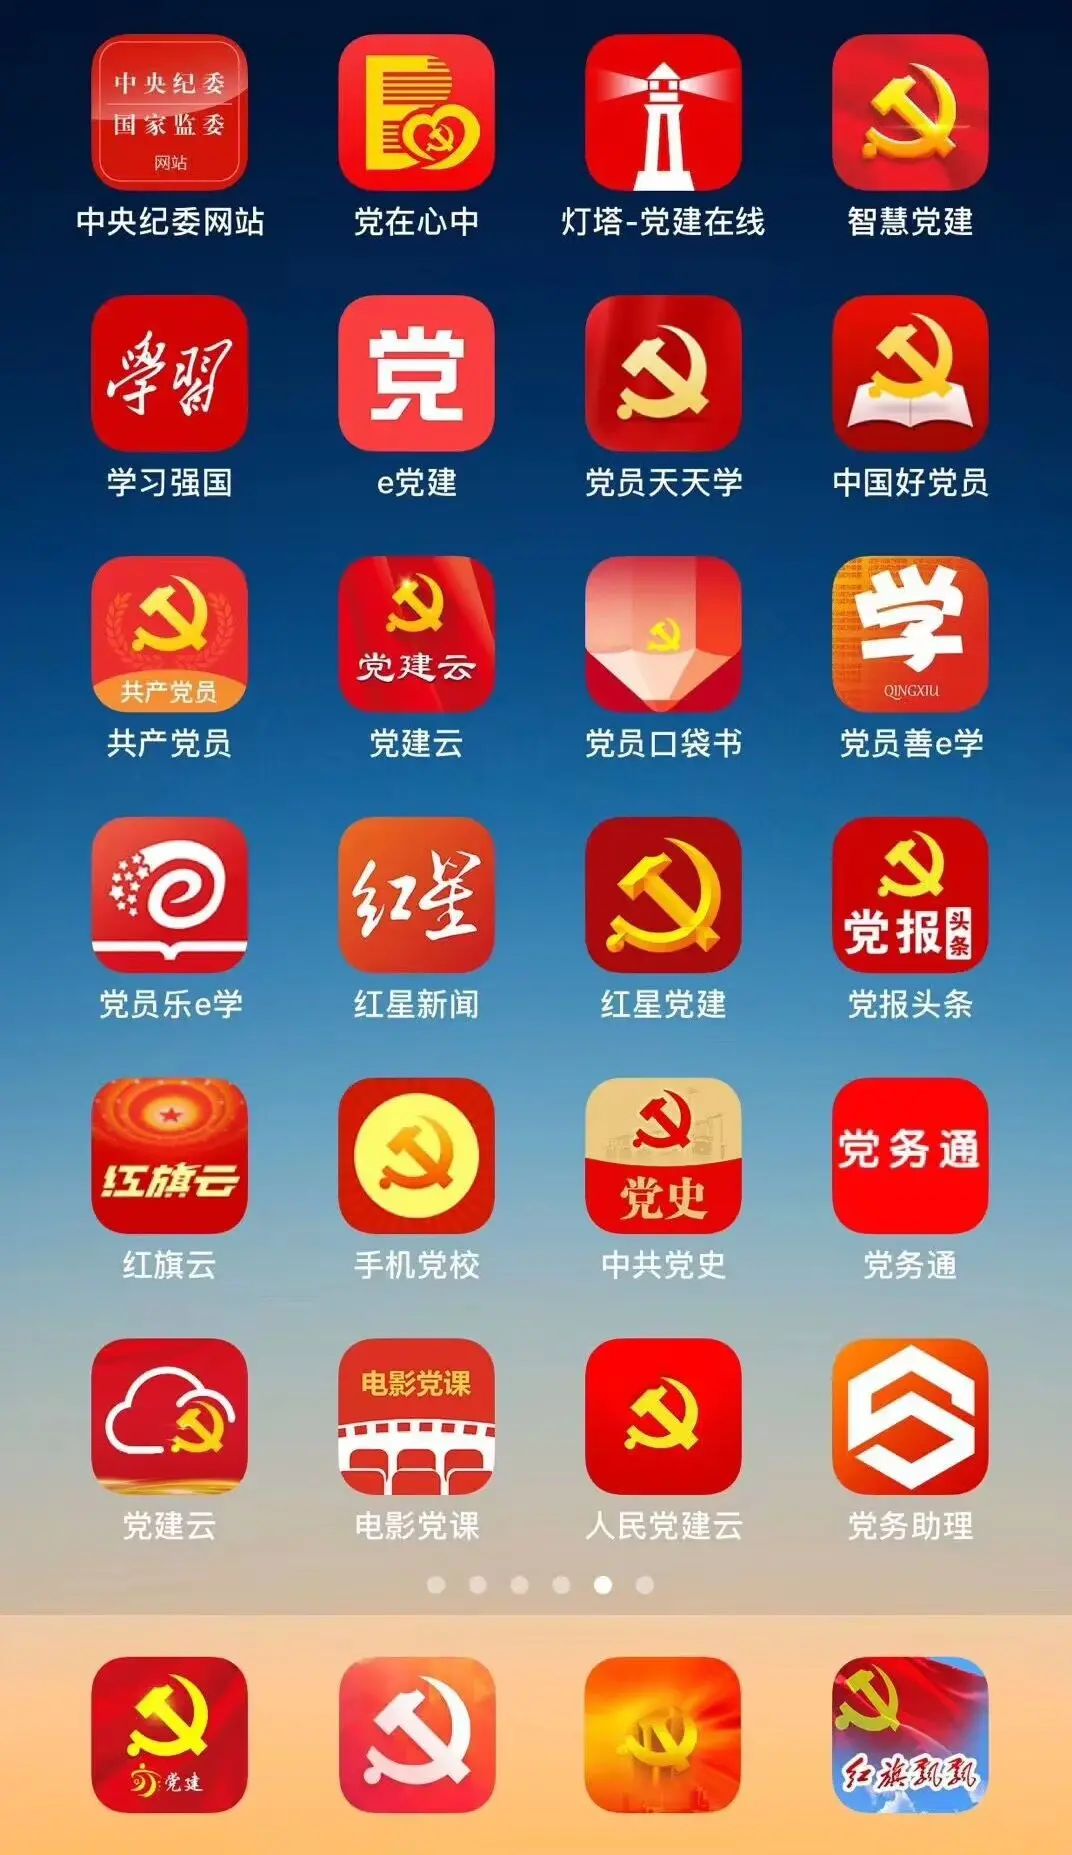 中央纪委
国家监委
网站
中央纪委网站
党在心中
灯塔-党建在线
智慧党建
學習
党
学习强国
e党建
党员天天学
中国好党员
共产党员
党建云
学
QINGXIU
共产党员
党建云
党员口袋书
党员善e学
红星
党报
头条
党员乐e学
红星新闻
红星党建
党报头条
红旗云
党史
党务通
红旗云
手机党校
中共党史
党务通
电影党课
党建云
电影党课
人民党建云
党务助理
党建
红旗飘飘